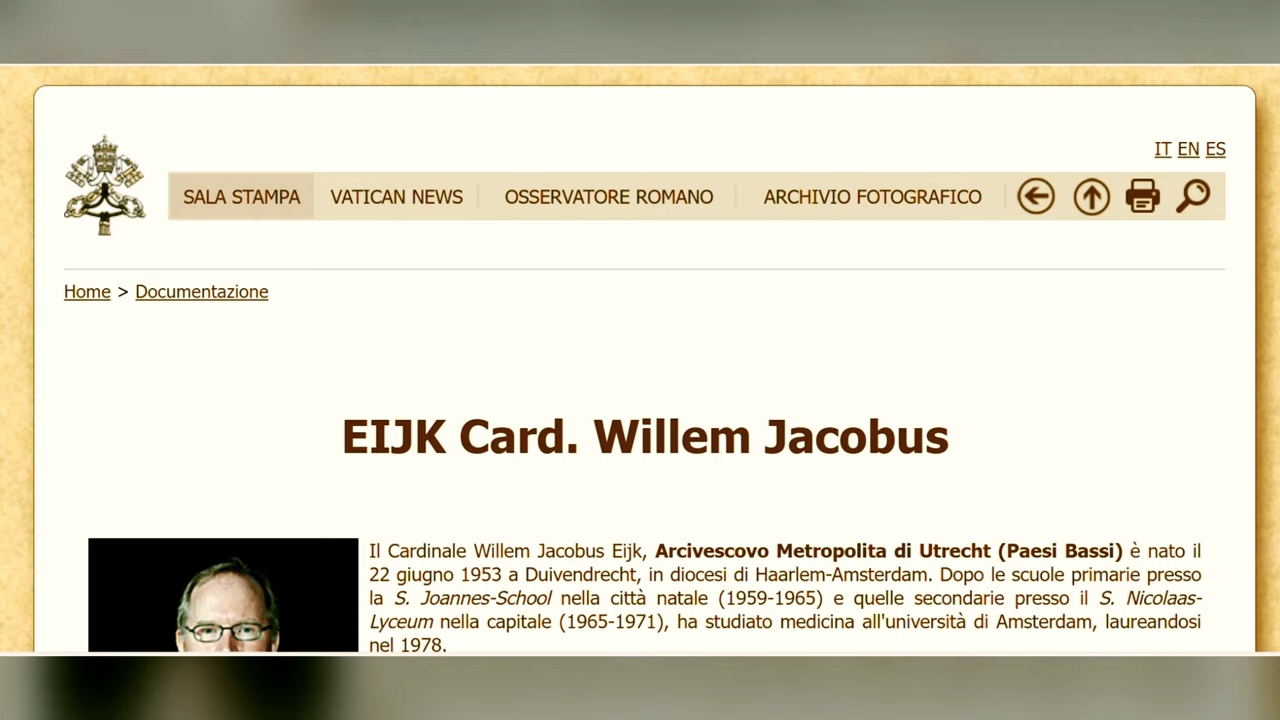 IT EN ES
SALA STAMPA VATICAN NEWS OSSERVATORE ROMANO ARCHIVIO FOTOGRAFICO
Home > Documentazione
EIJK Card. Willem Jacobus
Il Cardinale Willem Jacobus Eijk, Arcivescovo Metropolita di Utrecht (Paesi Bassi) è nato il
22 giugno 1953 a Duivendrecht, in diocesi di Haarlem-Amsterdam. Dopo le scuole primarie presso
la S. Joannes-School nella città natale (1959-1965) e quelle secondarie presso il S. Nicolaas-
Lyceum nella capitale (1965-1971), ha studiato medicina all'università di Amsterdam, laureandosi
nel 1978.